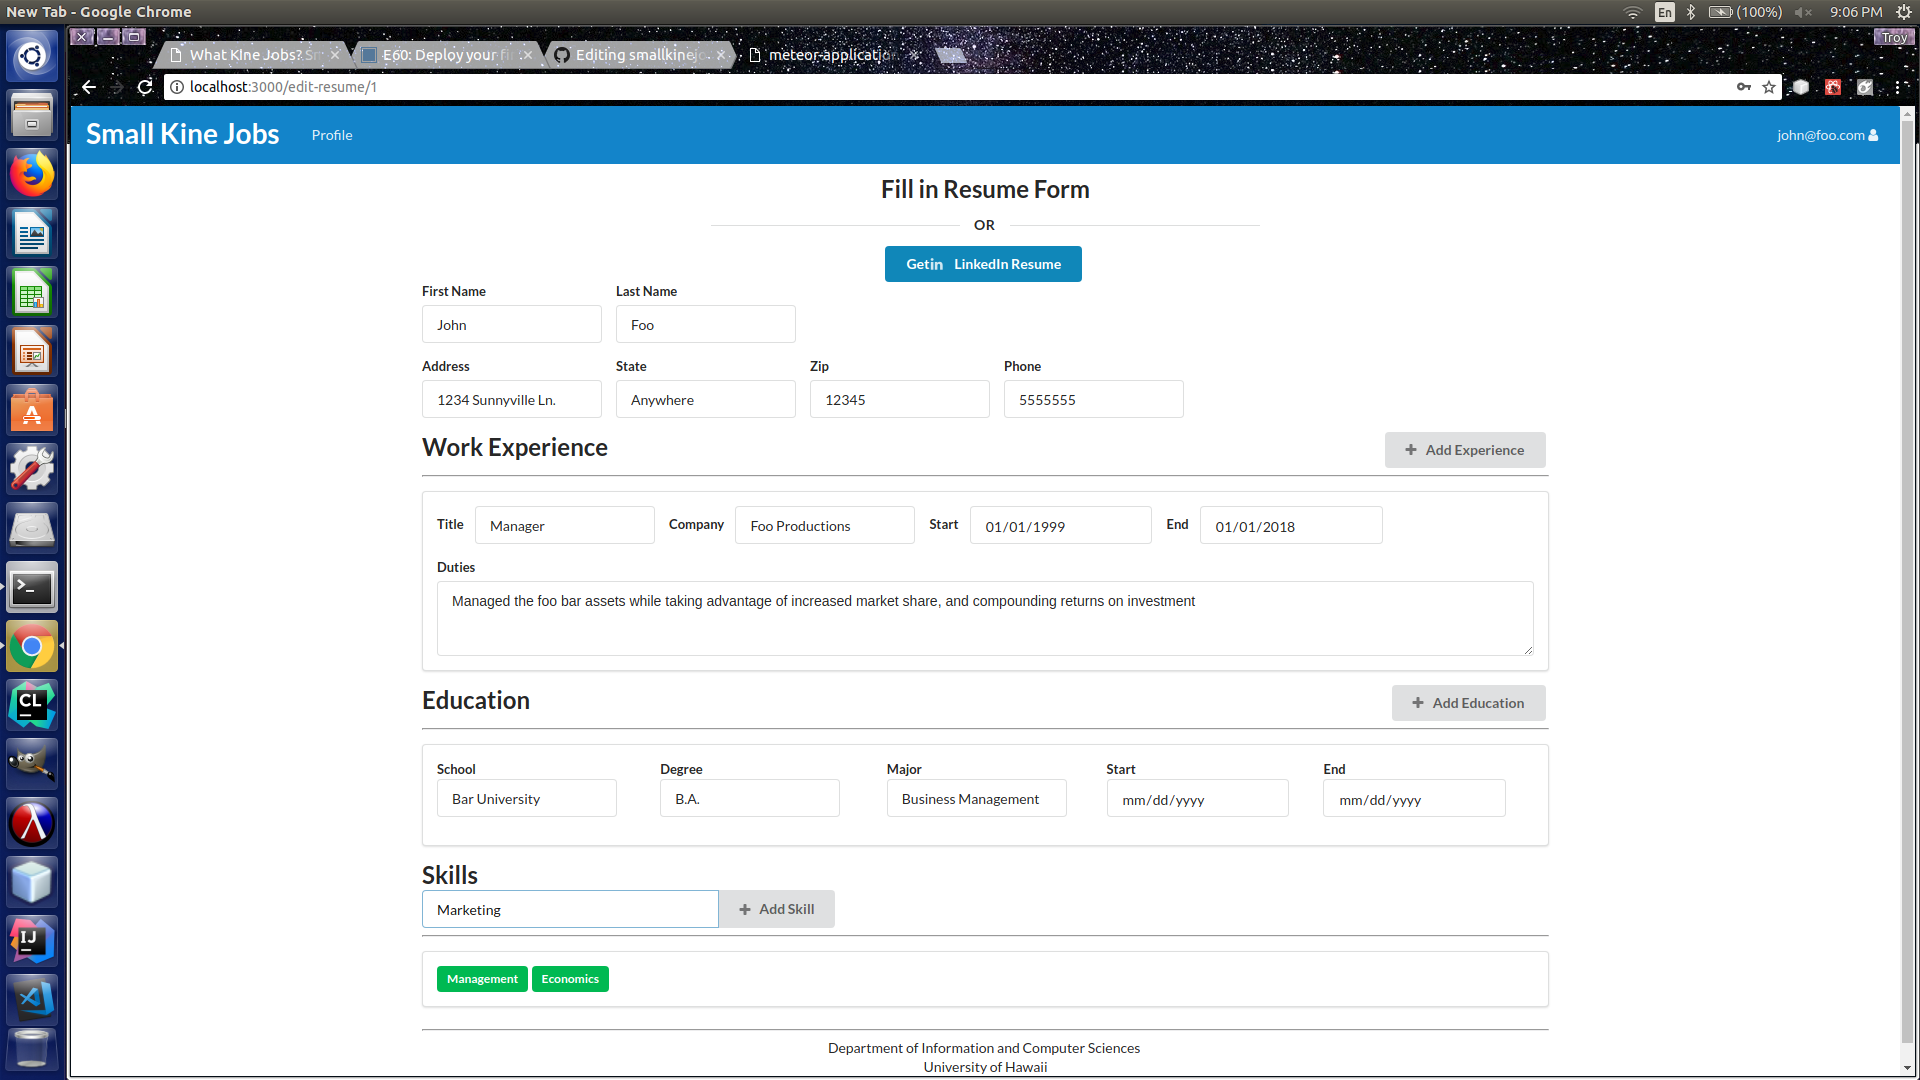 New Tab - Google Chrome
En (100%) 9:06 PM
Troy
What KIne Jobs? Sm
E60: Deploy your fi
Editing smallkinejo
meteor-application
localhost:3000/edit-resume/1
Small Kine Jobs Profile john@foo.com
Fill in Resume Form
OR
Get in LinkedIn Resume
First Name Last Name
John Foo
Address State Zip Phone
1234 Sunnyville Ln. Anywhere 12345 5555555
Work Experience + Add Experience
Title Manager Company Foo Productions Start 01/01/1999 End 01/01/2018
Duties
Managed the foo bar assets while taking advantage of increased market share, and compounding returns on investment
Education + Add Education
School Degree Major Start End
Bar University B.A. Business Management mm/dd/yyyy mm/dd/yyyy
Skills
Marketing + Add Skill
Management Economics
Department of Information and Computer Sciences
University of Hawaii
CL
IJ